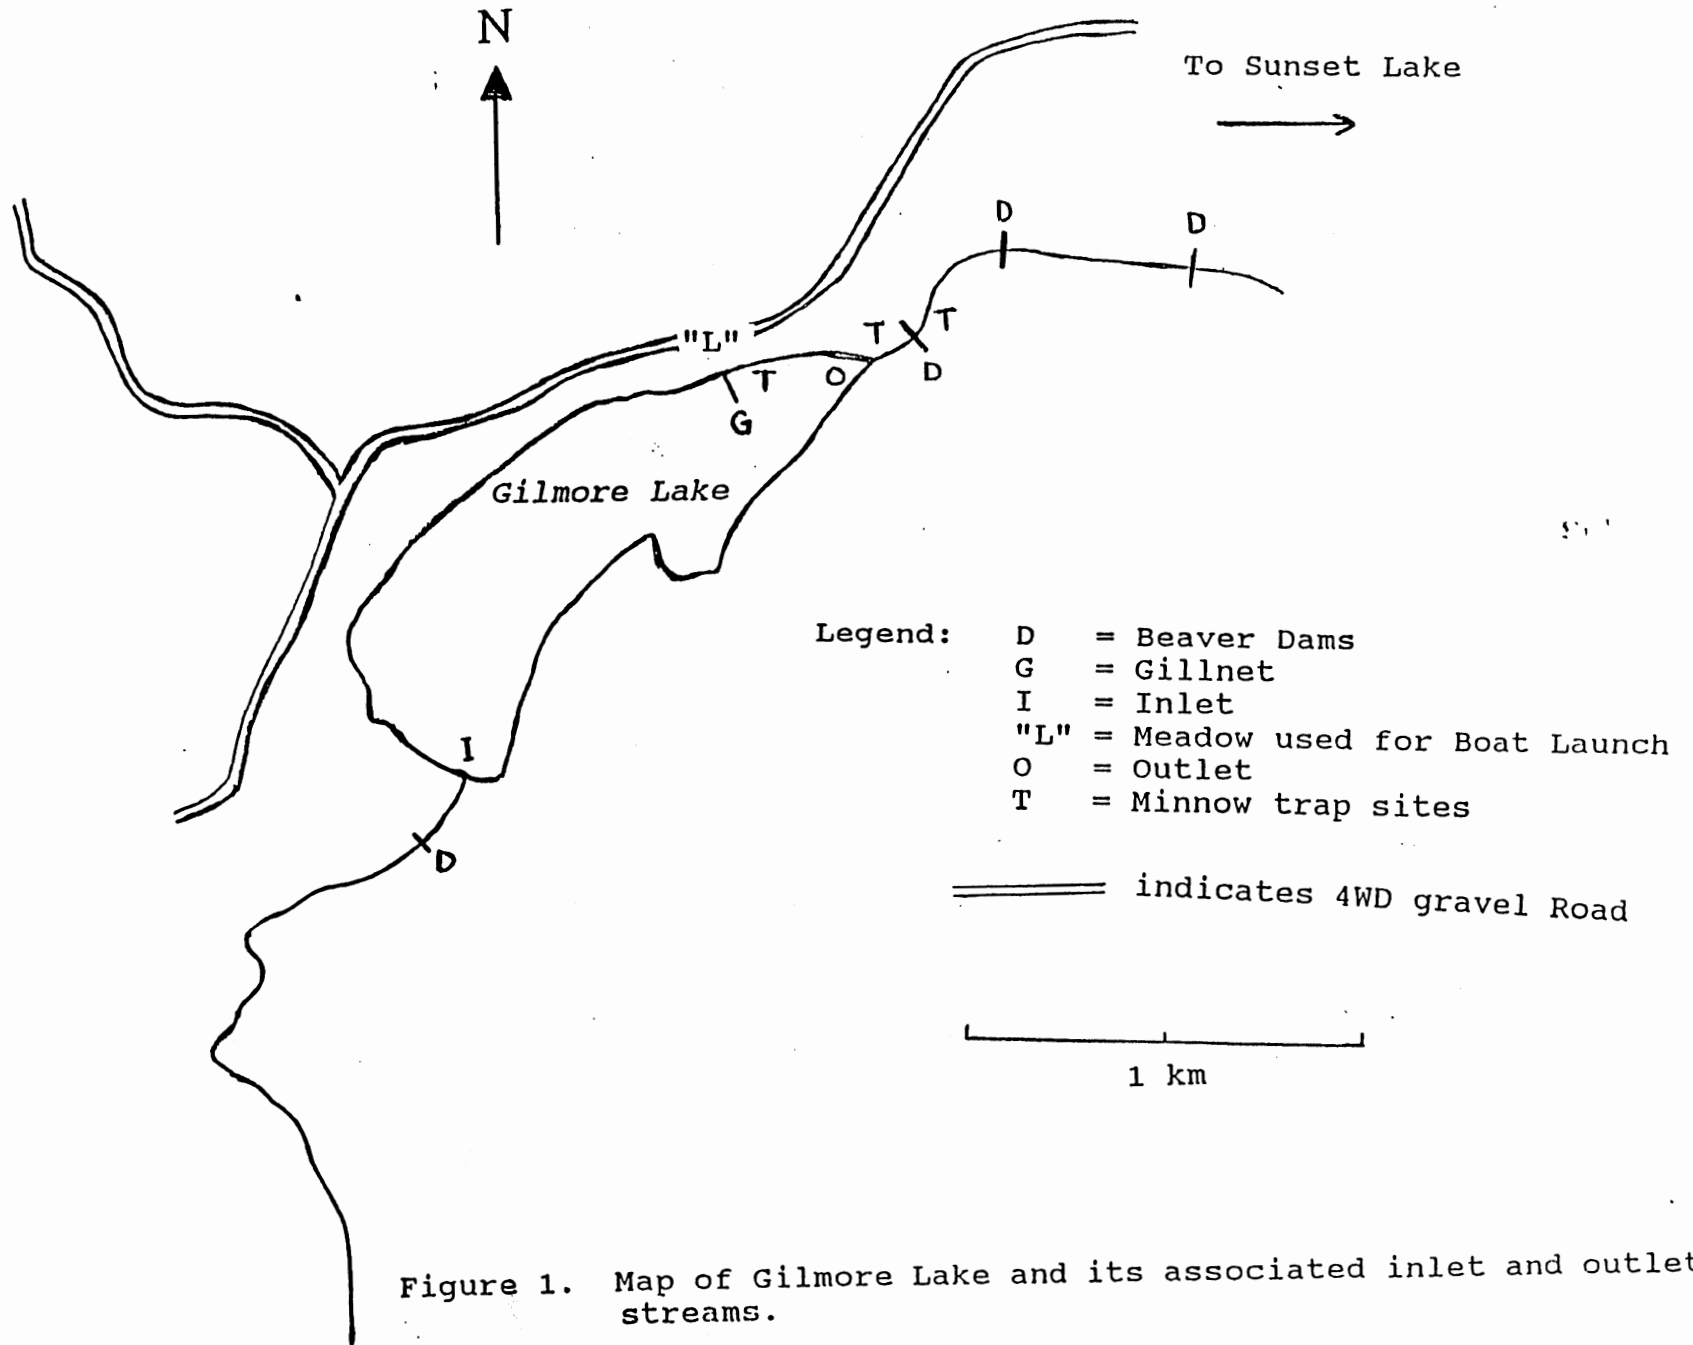 N
To Sunset Lake
D
D
"L"
T
T
T
O
D
G
Gilmore Lake
Legend:
D = Beaver Dams
G = Gillnet
I = Inlet
"L" = Meadow used for Boat Launch
O = Outlet
T = Minnow trap sites
I
D
indicates 4WD gravel Road
1 km
Figure 1. Map of Gilmore Lake and its associated inlet and outlet
streams.